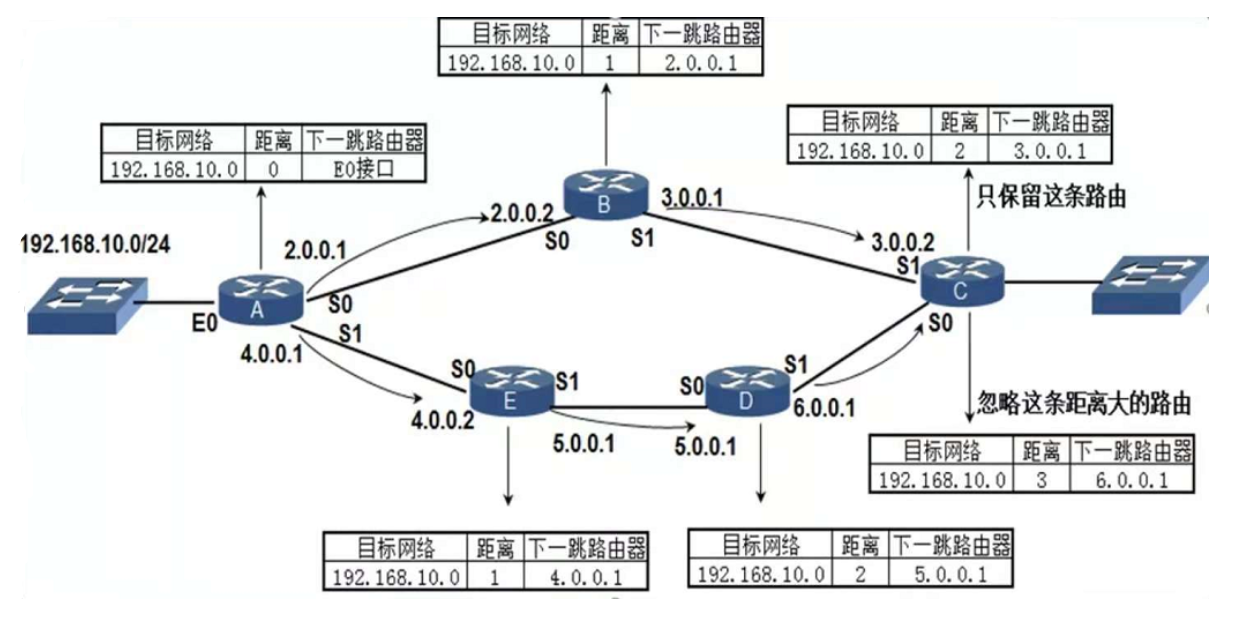 目标网络 距离 下一跳路由器
192.168.10.0 1 2.0.0.1
目标网络 距离 下一跳路由器
192.168.10.0 0 E0接口
目标网络 距离 下一跳路由器
192.168.10.0 2 3.0.0.1
只保留这条路由
B
2.0.0.2
3.0.0.1
S0
S1
192.168.10.0/24
2.0.0.1
3.0.0.2
S1
A
C
E0
S0
S0
4.0.0.1
S1
S0
S1
E
4.0.0.2
5.0.0.1
S0
S1
D
5.0.0.1
6.0.0.1
忽略这条距离大的路由
目标网络 距离 下一跳路由器
192.168.10.0 3 6.0.0.1
目标网络 距离 下一跳路由器
192.168.10.0 1 4.0.0.1
目标网络 距离 下一跳路由器
192.168.10.0 2 5.0.0.1